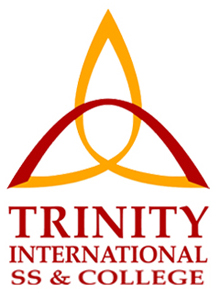 TRINITY
INTERNATIONAL
SS & COLLEGE